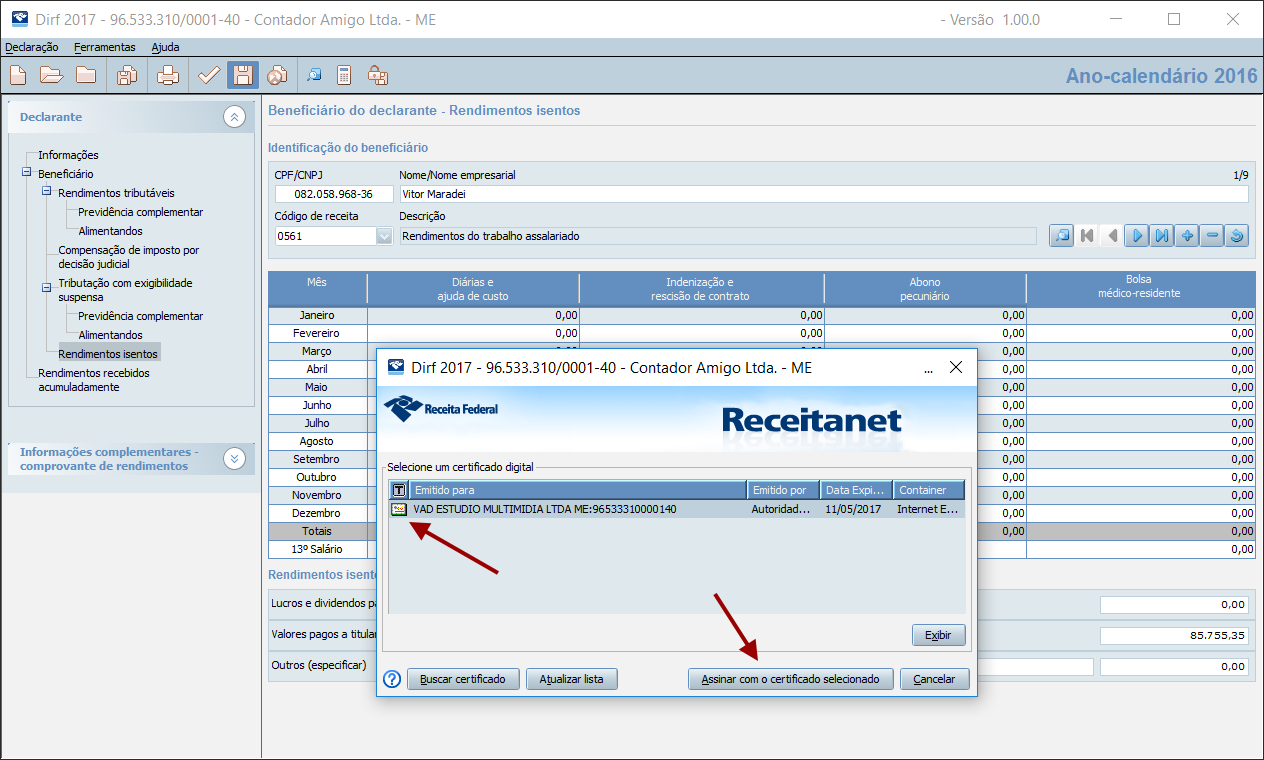 Dirf 2017 - 96.533.310/0001-40 - Contador Amigo Ltda. - ME - Versão 1.00.0
Declaração Ferramentas Ajuda
Ano-calendário 2016
Declarante
Informações
Beneficiário
Rendimentos tributáveis
Previdência complementar
Alimentandos
Compensação de imposto por
decisão judicial
Tributação com exigibilidade
suspensa
Previdência complementar
Alimentandos
Rendimentos isentos
Rendimentos recebidos
acumuladamente
Informações complementares -
comprovante de rendimentos
Beneficiário do declarante - Rendimentos isentos
Identificação do beneficiário
CPF/CNPJ Nome/Nome empresarial 1/9
082.058.968-36 Vitor Maradei
Código de receita Descrição
0561 Rendimentos do trabalho assalariado
Mês Diárias e ajuda de custo Indenização e rescisão de contrato Abono pecuniário Bolsa médico-residente
Janeiro 0,00 0,00 0,00 0,00
Fevereiro 0,00 0,00 0,00 0,00
Março 0,00
Abril 0,00 0,00
Maio 0,00 0,00
Junho 0,00 0,00
Julho 0,00 0,00
Agosto 0,00 0,00
Setembro 0,00 0,00
Outubro 0,00 0,00
Novembro 0,00 0,00
Dezembro 0,00 0,00
Totais 0,00 0,00
13º Salário 0,00
Rendimentos isent
Lucros e dividendos p 0,00
Valores pagos a titula 85.755,35
Outros (especificar) 0,00
Dirf 2017 - 96.533.310/0001-40 - Contador Amigo Ltda. - ME ...
Receita Federal
Receitanet
Selecione um certificado digital
T Emitido para Emitido por Data Expi... Container
VAD ESTUDIO MULTIMIDIA LTDA ME:96533310000140 Autoridad... 11/05/2017 Internet E...
Exibir
? Buscar certificado Atualizar lista Assinar com o certificado selecionado Cancelar